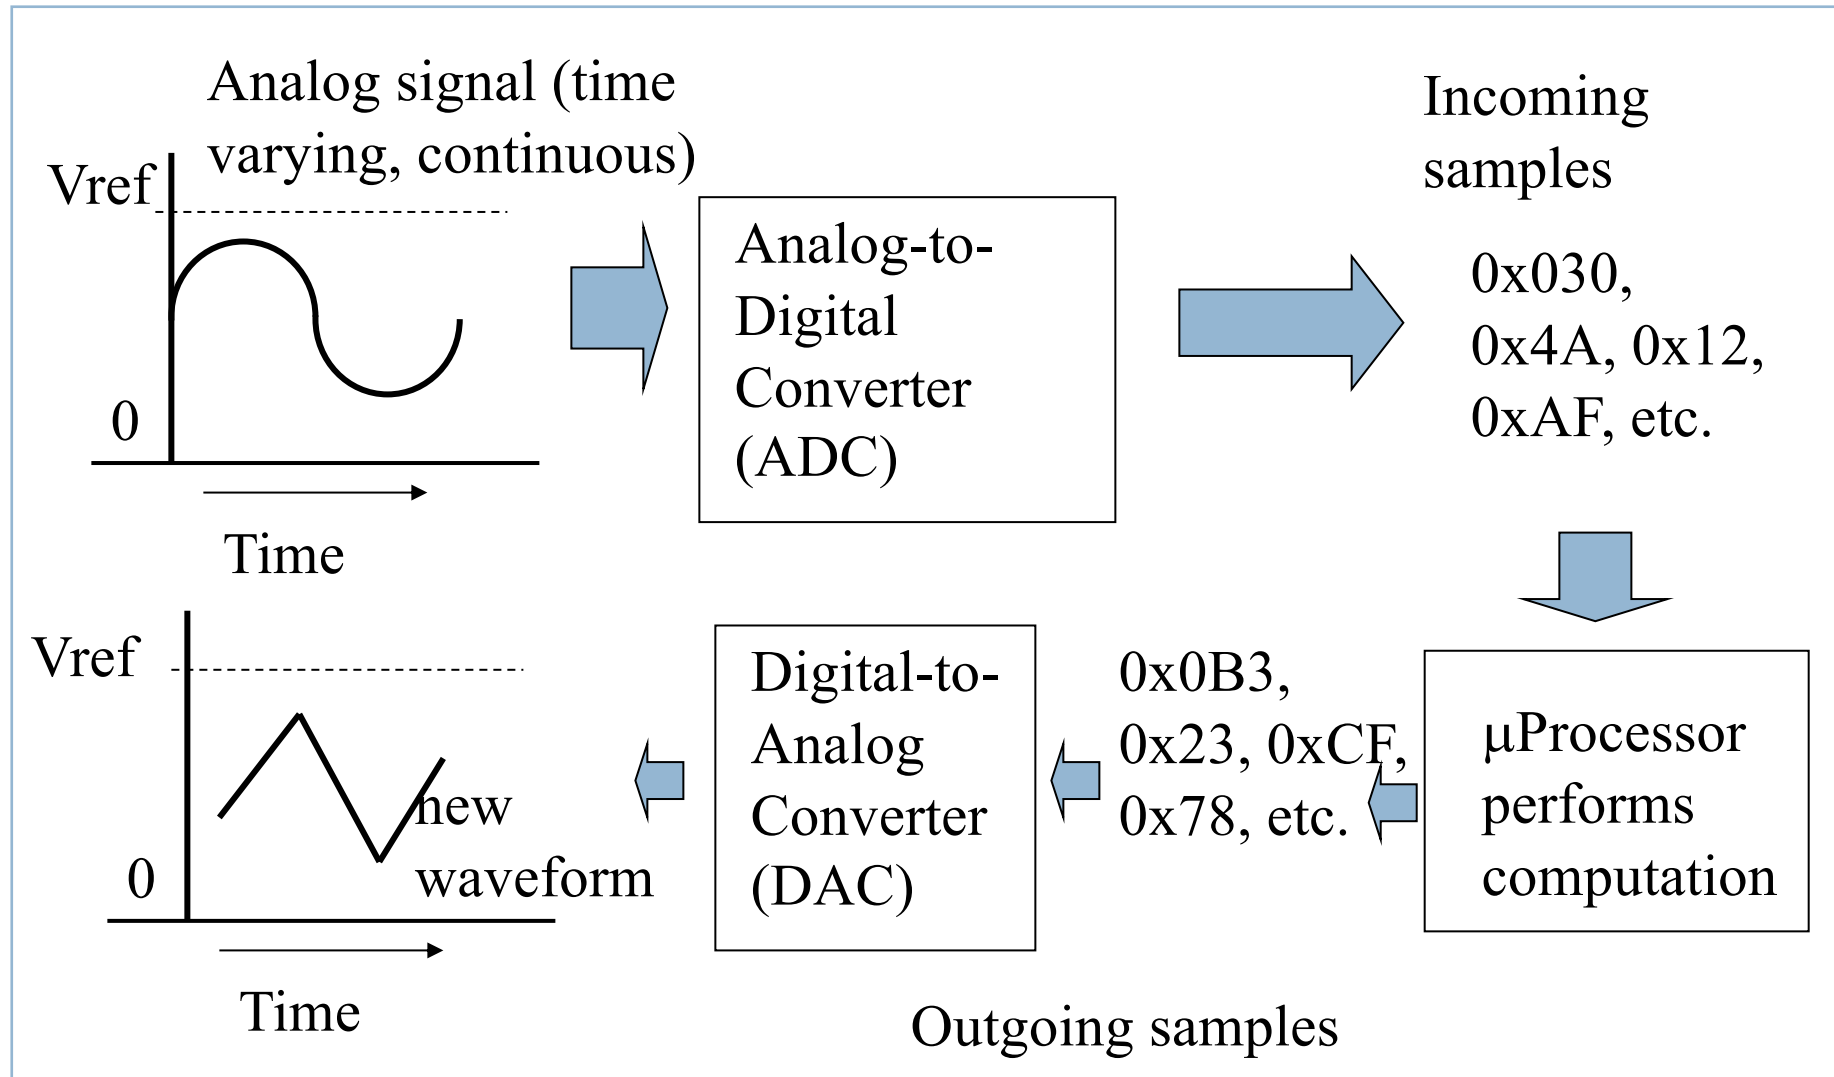 Analog signal (time
varying, continuous)
Vref
0
Time
Analog-to-
Digital
Converter
(ADC)
Incoming
samples
0x030,
0x4A, 0x12,
0xAF, etc.
µProcessor
performs
computation
0x0B3,
0x23, 0xCF,
0x78, etc.
Outgoing samples
Digital-to-
Analog
Converter
(DAC)
Vref
new
waveform
0
Time